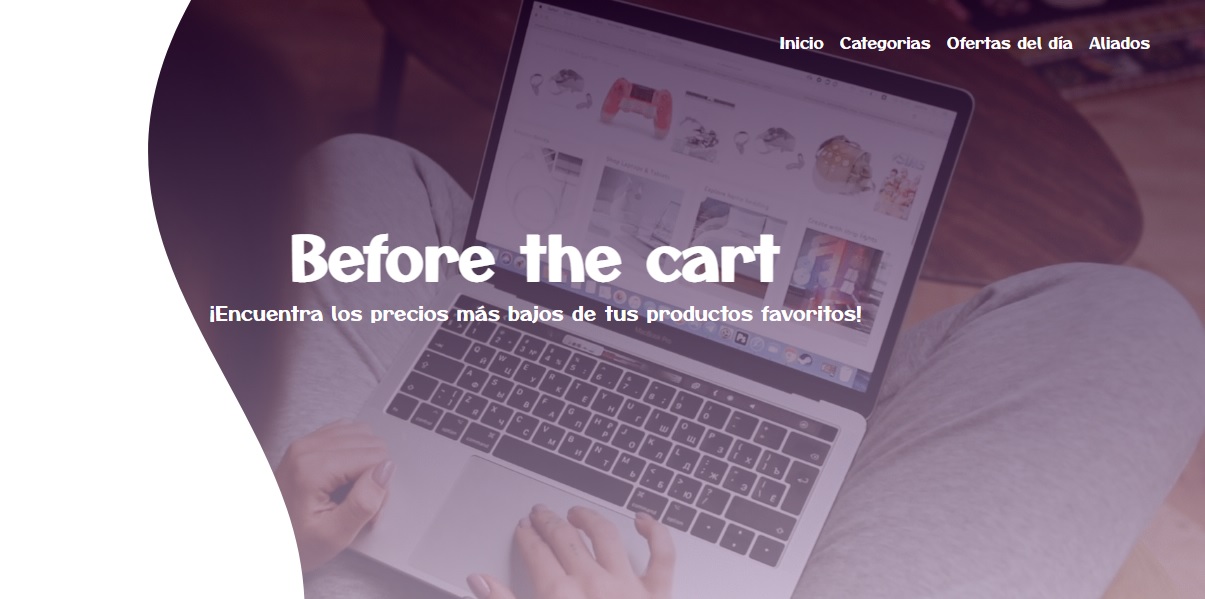 Inicio Categorias Ofertas del día Aliados
Before the cart
¡Encuentra los precios más bajos de tus productos favoritos!